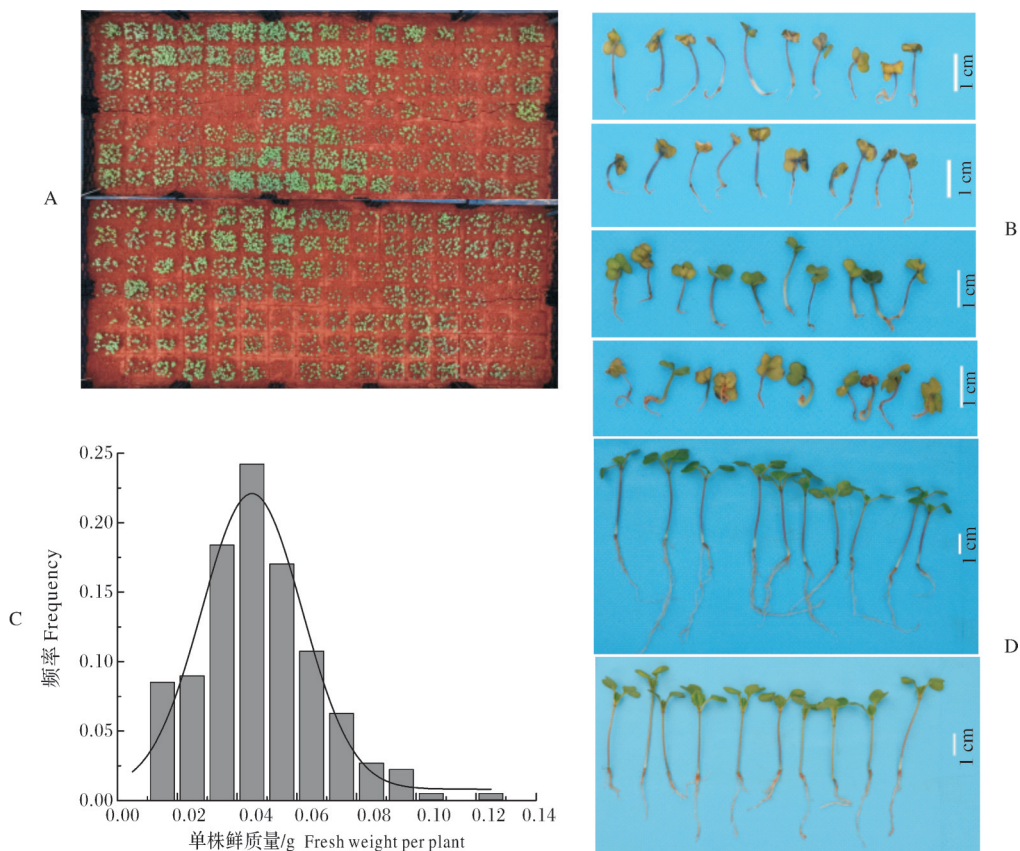 A
B
1 cm
1 cm
1 cm
1 cm
C
频率 Frequency
0.25
0.20
0.15
0.10
0.05
0.00
0.00 0.02 0.04 0.06 0.08 0.10 0.12 0.14
单株鲜质量/g Fresh weight per plant
D
1 cm
1 cm